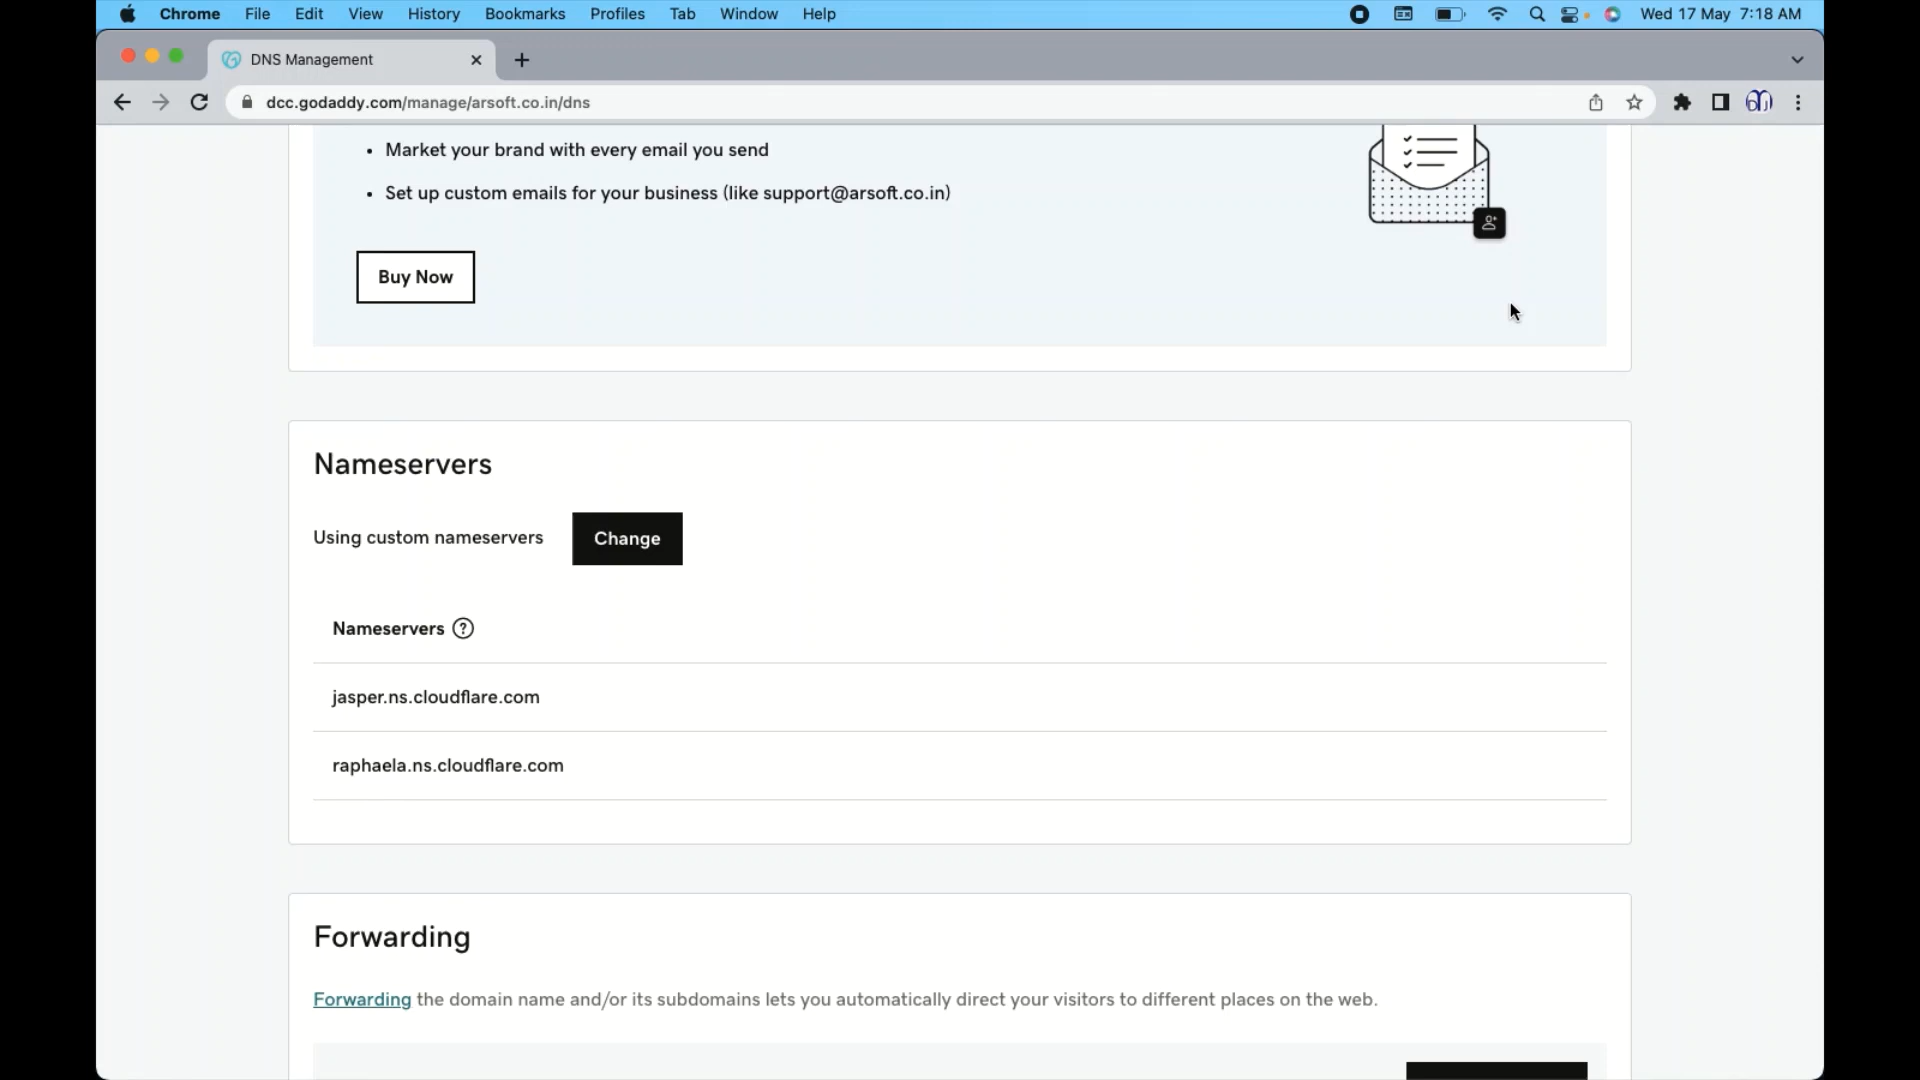 Chrome File Edit View History Bookmarks Profiles Tab Window Help Wed 17 May 7:18 AM
DNS Management
dcc.godaddy.com/manage/arsoft.co.in/dns
• Market your brand with every email you send
• Set up custom emails for your business (like support@arsoft.co.in)
Buy Now
Nameservers
Using custom nameservers Change
Nameservers ?
jasper.ns.cloudflare.com
raphaela.ns.cloudflare.com
Forwarding
Forwarding the domain name and/or its subdomains lets you automatically direct your visitors to different places on the web.